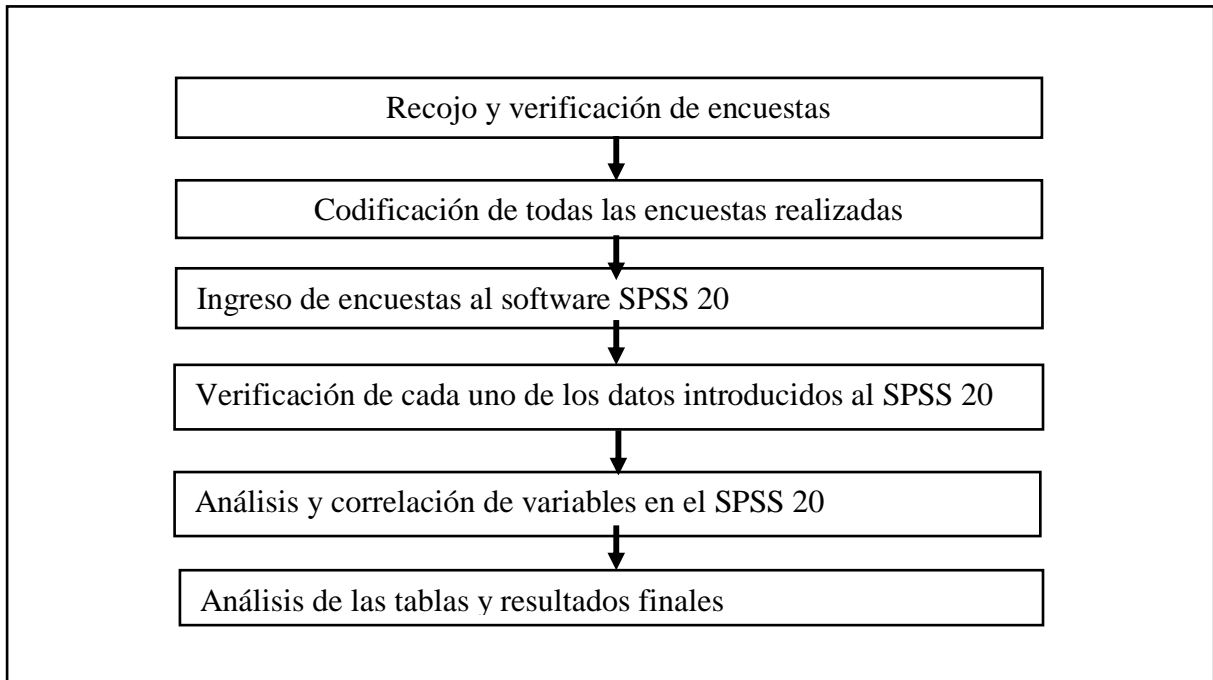 Recojo y verificación de encuestas
Codificación de todas las encuestas realizadas
Ingreso de encuestas al software SPSS 20
Verificación de cada uno de los datos introducidos al SPSS 20
Análisis y correlación de variables en el SPSS 20
Análisis de las tablas y resultados finales